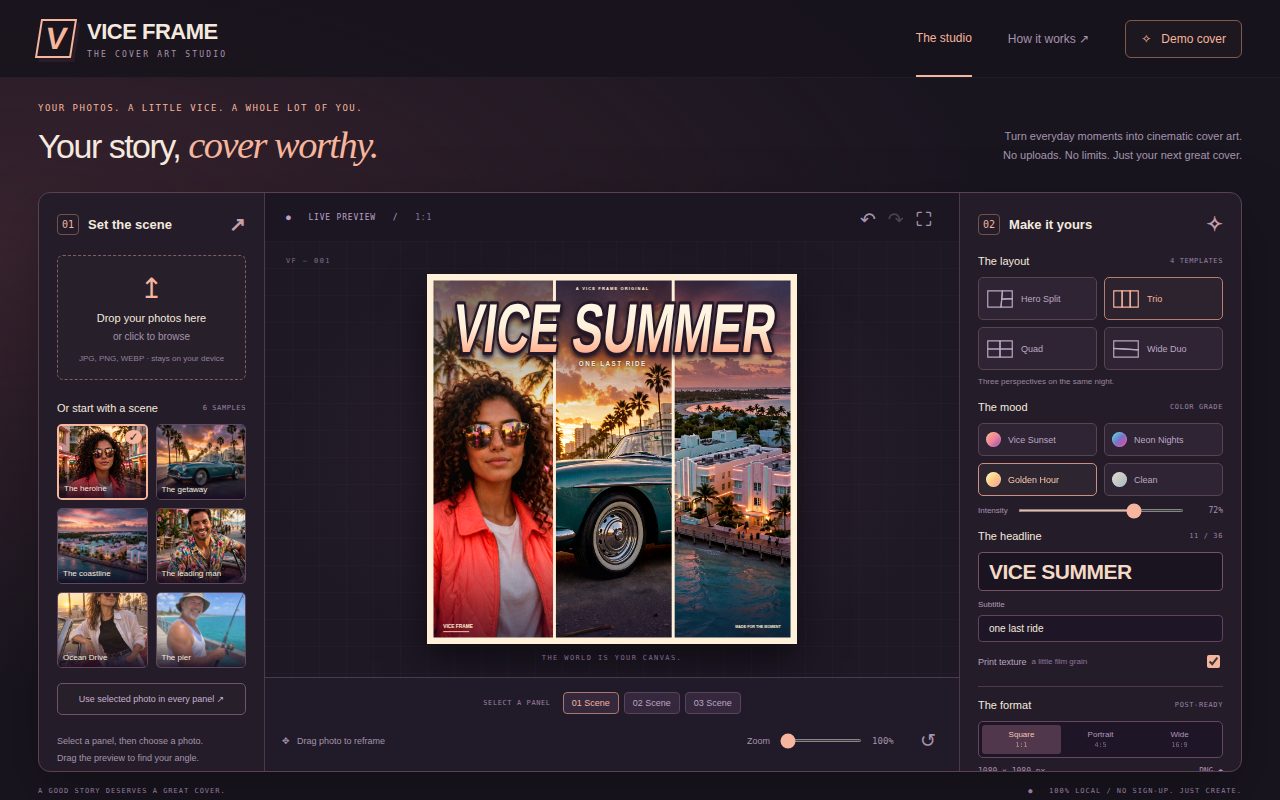 V
VICE FRAME
THE COVER ART STUDIO
The studio
How it works ↗
Demo cover
YOUR PHOTOS. A LITTLE VICE. A WHOLE LOT OF YOU.
Your story, cover worthy.
Turn everyday moments into cinematic cover art.
No uploads. No limits. Just your next great cover.
01 Set the scene ↗
Drop your photos here
or click to browse
JPG, PNG, WEBP · stays on your device
Or start with a scene
6 SAMPLES
The heroine
The getaway
The coastline
The leading man
Ocean Drive
The pier
Use selected photo in every panel ↗
Select a panel, then choose a photo.
Drag the preview to find your angle.
● LIVE PREVIEW / 1:1
VF — 001
A VICE FRAME ORIGINAL
VICE SUMMER
ONE LAST RIDE
VICE FRAME
MADE FOR THE MOMENT
THE WORLD IS YOUR CANVAS.
SELECT A PANEL
01 Scene
02 Scene
03 Scene
Drag photo to reframe
Zoom
100%
02 Make it yours
The layout
4 TEMPLATES
Hero Split
Trio
Quad
Wide Duo
Three perspectives on the same night.
The mood
COLOR GRADE
Vice Sunset
Neon Nights
Golden Hour
Clean
Intensity
72%
The headline
11 / 36
VICE SUMMER
Subtitle
one last ride
Print texture a little film grain
The format
POST-READY
Square
1:1
Portrait
4:5
Wide
16:9
1080 × 1080 px
PNG
A GOOD STORY DESERVES A GREAT COVER.
● 100% LOCAL / NO SIGN-UP. JUST CREATE.